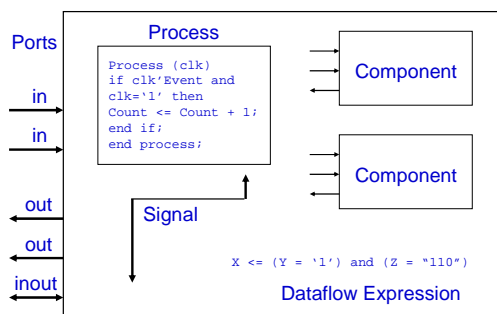 Ports
Process
Process (clk)
if clk’Event and
clk=‘1’ then
Count <= Count + 1;
end if;
end process;
Component
in
in
Component
out
Signal
out
inout
X <= (Y = ‘1’) and (Z = “110”)
Dataflow Expression